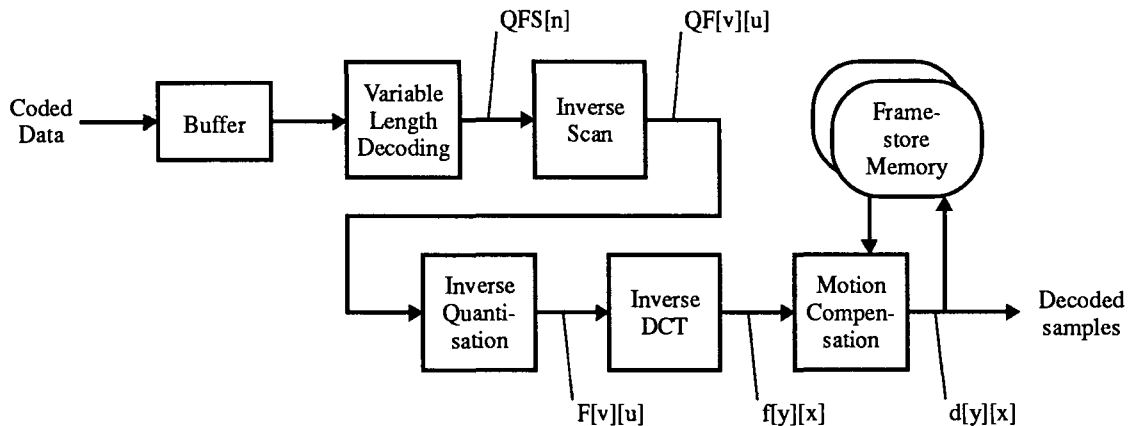 QFS[n]
QF[v][u]
Coded
Data
Buffer
Variable
Length
Decoding
Inverse
Scan
Frame-
store
Memory
Inverse
Quanti-
sation
Inverse
DCT
Motion
Compen-
sation
Decoded
samples
F[v][u]
f[y][x]
d[y][x]